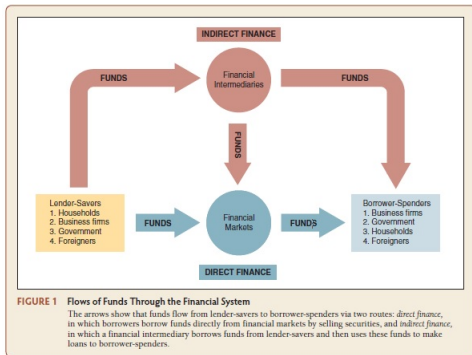 INDIRECT FINANCE
FUNDS
Financial
Intermediaries
FUNDS
FUNDS
Lender-Savers
1. Households
2. Business firms
3. Government
4. Foreigners
FUNDS
Financial
Markets
FUNDS
Borrower-Spenders
1. Business firms
2. Government
3. Households
4. Foreigners
DIRECT FINANCE
FIGURE 1 Flows of Funds Through the Financial System
The arrows show that funds flow from lender-savers to borrower-spenders via two routes: direct finance,
in which borrowers borrow funds directly from financial markets by selling securities, and indirect finance,
in which a financial intermediary borrows funds from lender-savers and then uses these funds to make
loans to borrower-spenders.